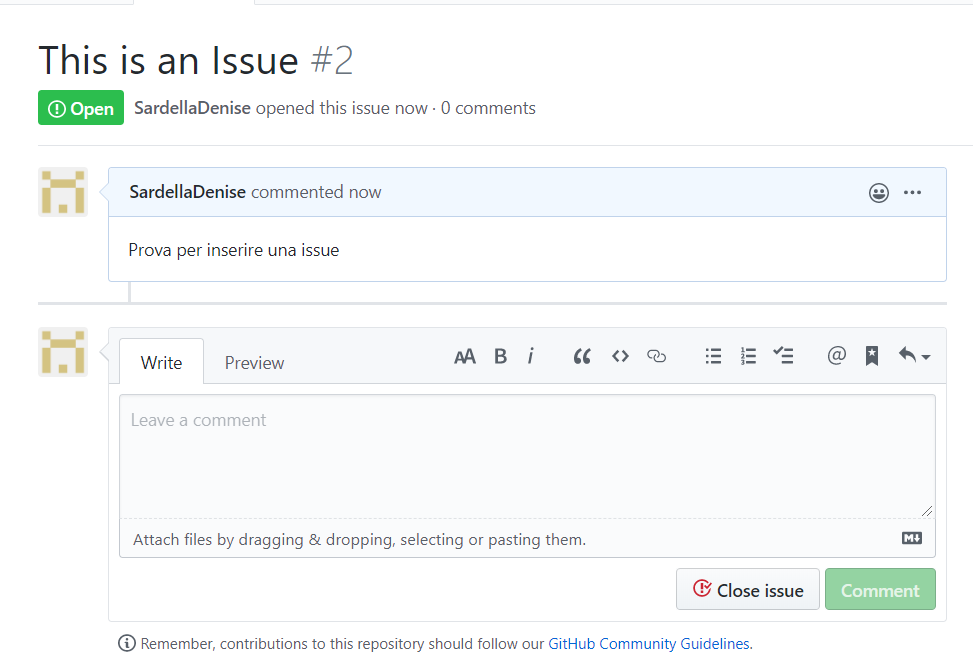 This is an Issue #2
Open SardellaDenise opened this issue now · 0 comments
SardellaDenise commented now
Prova per inserire una issue
Write Preview AA B i @
Leave a comment
Attach files by dragging & dropping, selecting or pasting them.
Close issue Comment
Remember, contributions to this repository should follow our GitHub Community Guidelines.